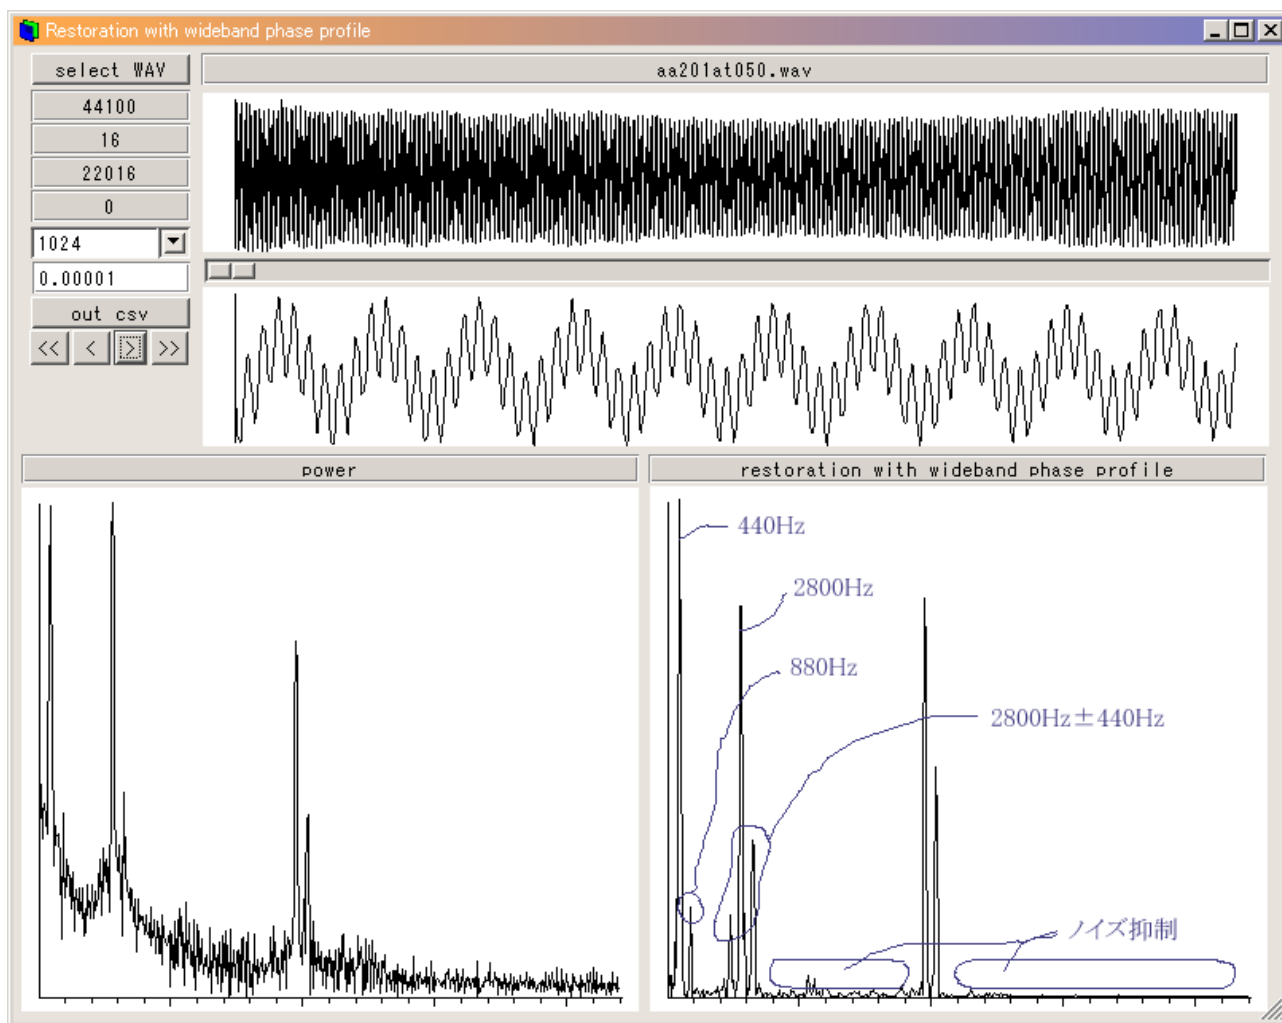 Restoration with wideband phase profile
select WAV
aa201at050.wav
44100
16
22016
0
1024
0.00001
out csv
<< < > >>
power
restoration with wideband phase profile
440Hz
2800Hz
880Hz
2800Hz±440Hz
ノイズ抑制